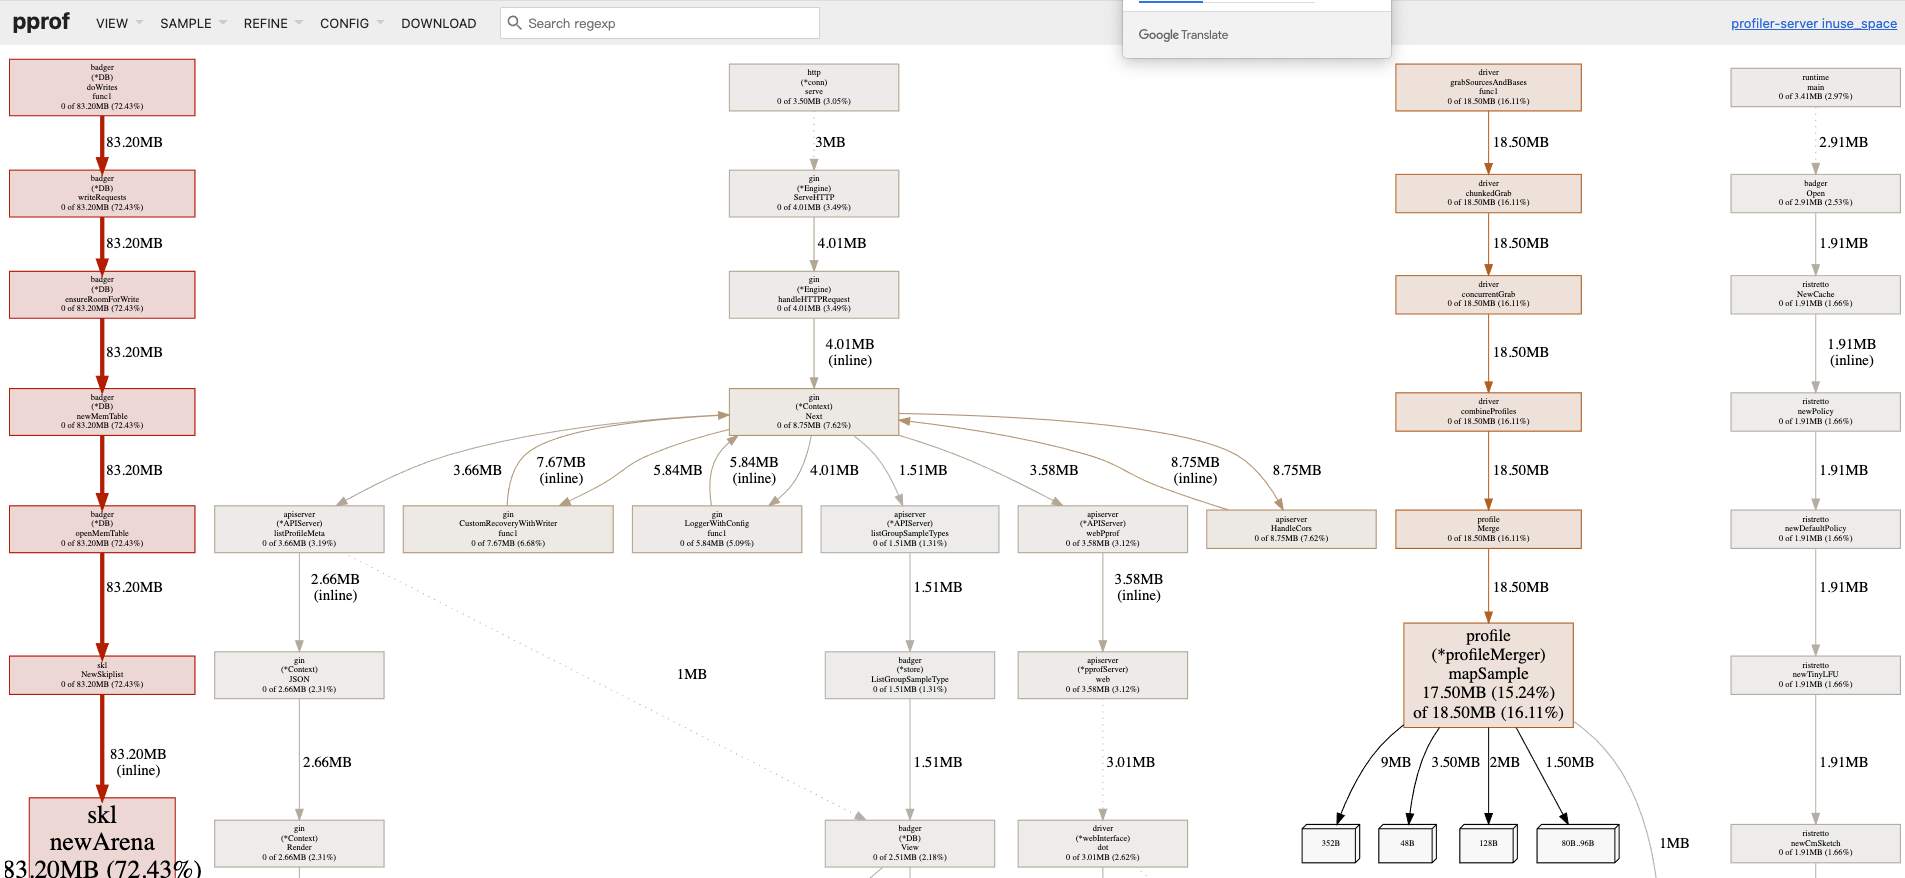 pprof
VIEW
SAMPLE
REFINE
CONFIG
DOWNLOAD
Search regexp
Google Translate
profiler-server inuse_space
badger
(*DB)
doWrites
func1
0 of 83.20MB (72.43%)
83.20MB
badger
(*DB)
writeRequests
0 of 83.20MB (72.43%)
83.20MB
badger
(*DB)
ensureRoomForWrite
0 of 83.20MB (72.43%)
83.20MB
badger
(*DB)
newMemTable
0 of 83.20MB (72.43%)
83.20MB
badger
(*DB)
openMemTable
0 of 83.20MB (72.43%)
83.20MB
skl
NewSkiplist
0 of 83.20MB (72.43%)
83.20MB
(inline)
skl
newArena
83.20MB (72.43%)
http
(*conn)
serve
0 of 3.50MB (3.05%)
3MB
gin
(*Engine)
ServeHTTP
0 of 4.01MB (3.49%)
4.01MB
gin
(*Engine)
handleHTTPRequest
0 of 4.01MB (3.49%)
4.01MB
(inline)
gin
(*Context)
Next
0 of 8.75MB (7.62%)
3.66MB
7.67MB
(inline)
5.84MB
5.84MB
(inline)
4.01MB
1.51MB
3.58MB
8.75MB
(inline)
8.75MB
apiserver
(*APIServer)
listProfileMeta
0 of 3.66MB (3.19%)
gin
CustomRecoveryWithWriter
func1
0 of 7.67MB (6.68%)
gin
LoggerWithConfig
func1
0 of 5.84MB (5.09%)
apiserver
(*APIServer)
listGroupSampleTypes
0 of 1.51MB (1.31%)
apiserver
(*APIServer)
webPprof
0 of 3.58MB (3.12%)
apiserver
HandleCors
0 of 8.75MB (7.62%)
2.66MB
(inline)
1MB
1.51MB
3.58MB
(inline)
gin
(*Context)
JSON
0 of 2.66MB (2.31%)
badger
(*store)
ListGroupSampleType
0 of 1.51MB (1.31%)
apiserver
(*pprofServer)
web
0 of 3.58MB (3.12%)
2.66MB
1.51MB
3.01MB
gin
(*Context)
Render
0 of 2.66MB (2.31%)
badger
(*DB)
View
0 of 2.51MB (2.18%)
driver
(*webInterface)
dot
0 of 3.01MB (2.62%)
driver
grabSourcesAndBases
func1
0 of 18.50MB (16.11%)
18.50MB
driver
chunkedGrab
0 of 18.50MB (16.11%)
18.50MB
driver
concurrentGrab
0 of 18.50MB (16.11%)
18.50MB
driver
combineProfiles
0 of 18.50MB (16.11%)
18.50MB
profile
Merge
0 of 18.50MB (16.11%)
18.50MB
profile
(*profileMerger)
mapSample
17.50MB (15.24%)
of 18.50MB (16.11%)
9MB
3.50MB
2MB
1.50MB
1MB
352B
48B
128B
80B..96B
runtime
main
0 of 3.41MB (2.97%)
2.91MB
badger
Open
0 of 2.91MB (2.53%)
1.91MB
ristretto
NewCache
0 of 1.91MB (1.66%)
1.91MB
(inline)
ristretto
newPolicy
0 of 1.91MB (1.66%)
1.91MB
ristretto
newDefaultPolicy
0 of 1.91MB (1.66%)
1.91MB
ristretto
newTinyLFU
0 of 1.91MB (1.66%)
1.91MB
ristretto
newCmSketch
0 of 1.91MB (1.66%)